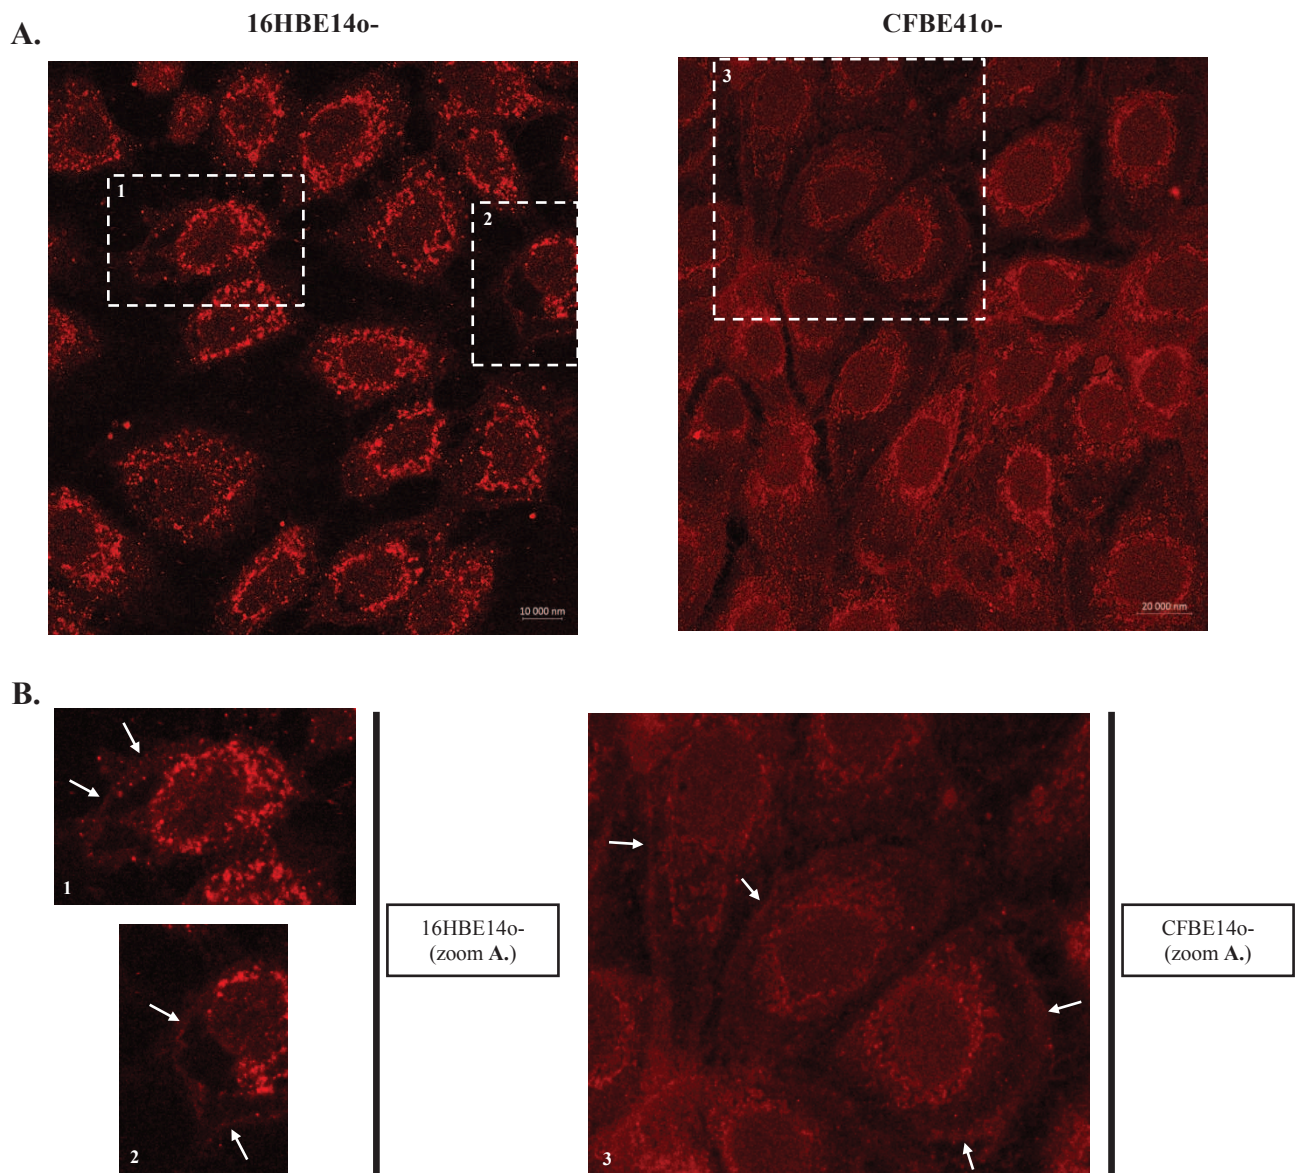 16HBE14o-
CFBE41o-
A.
1
2
3
10 000 nm
20 000 nm
B.
1
2
16HBE14o-
(zoom A.)
3
CFBE14o-
(zoom A.)